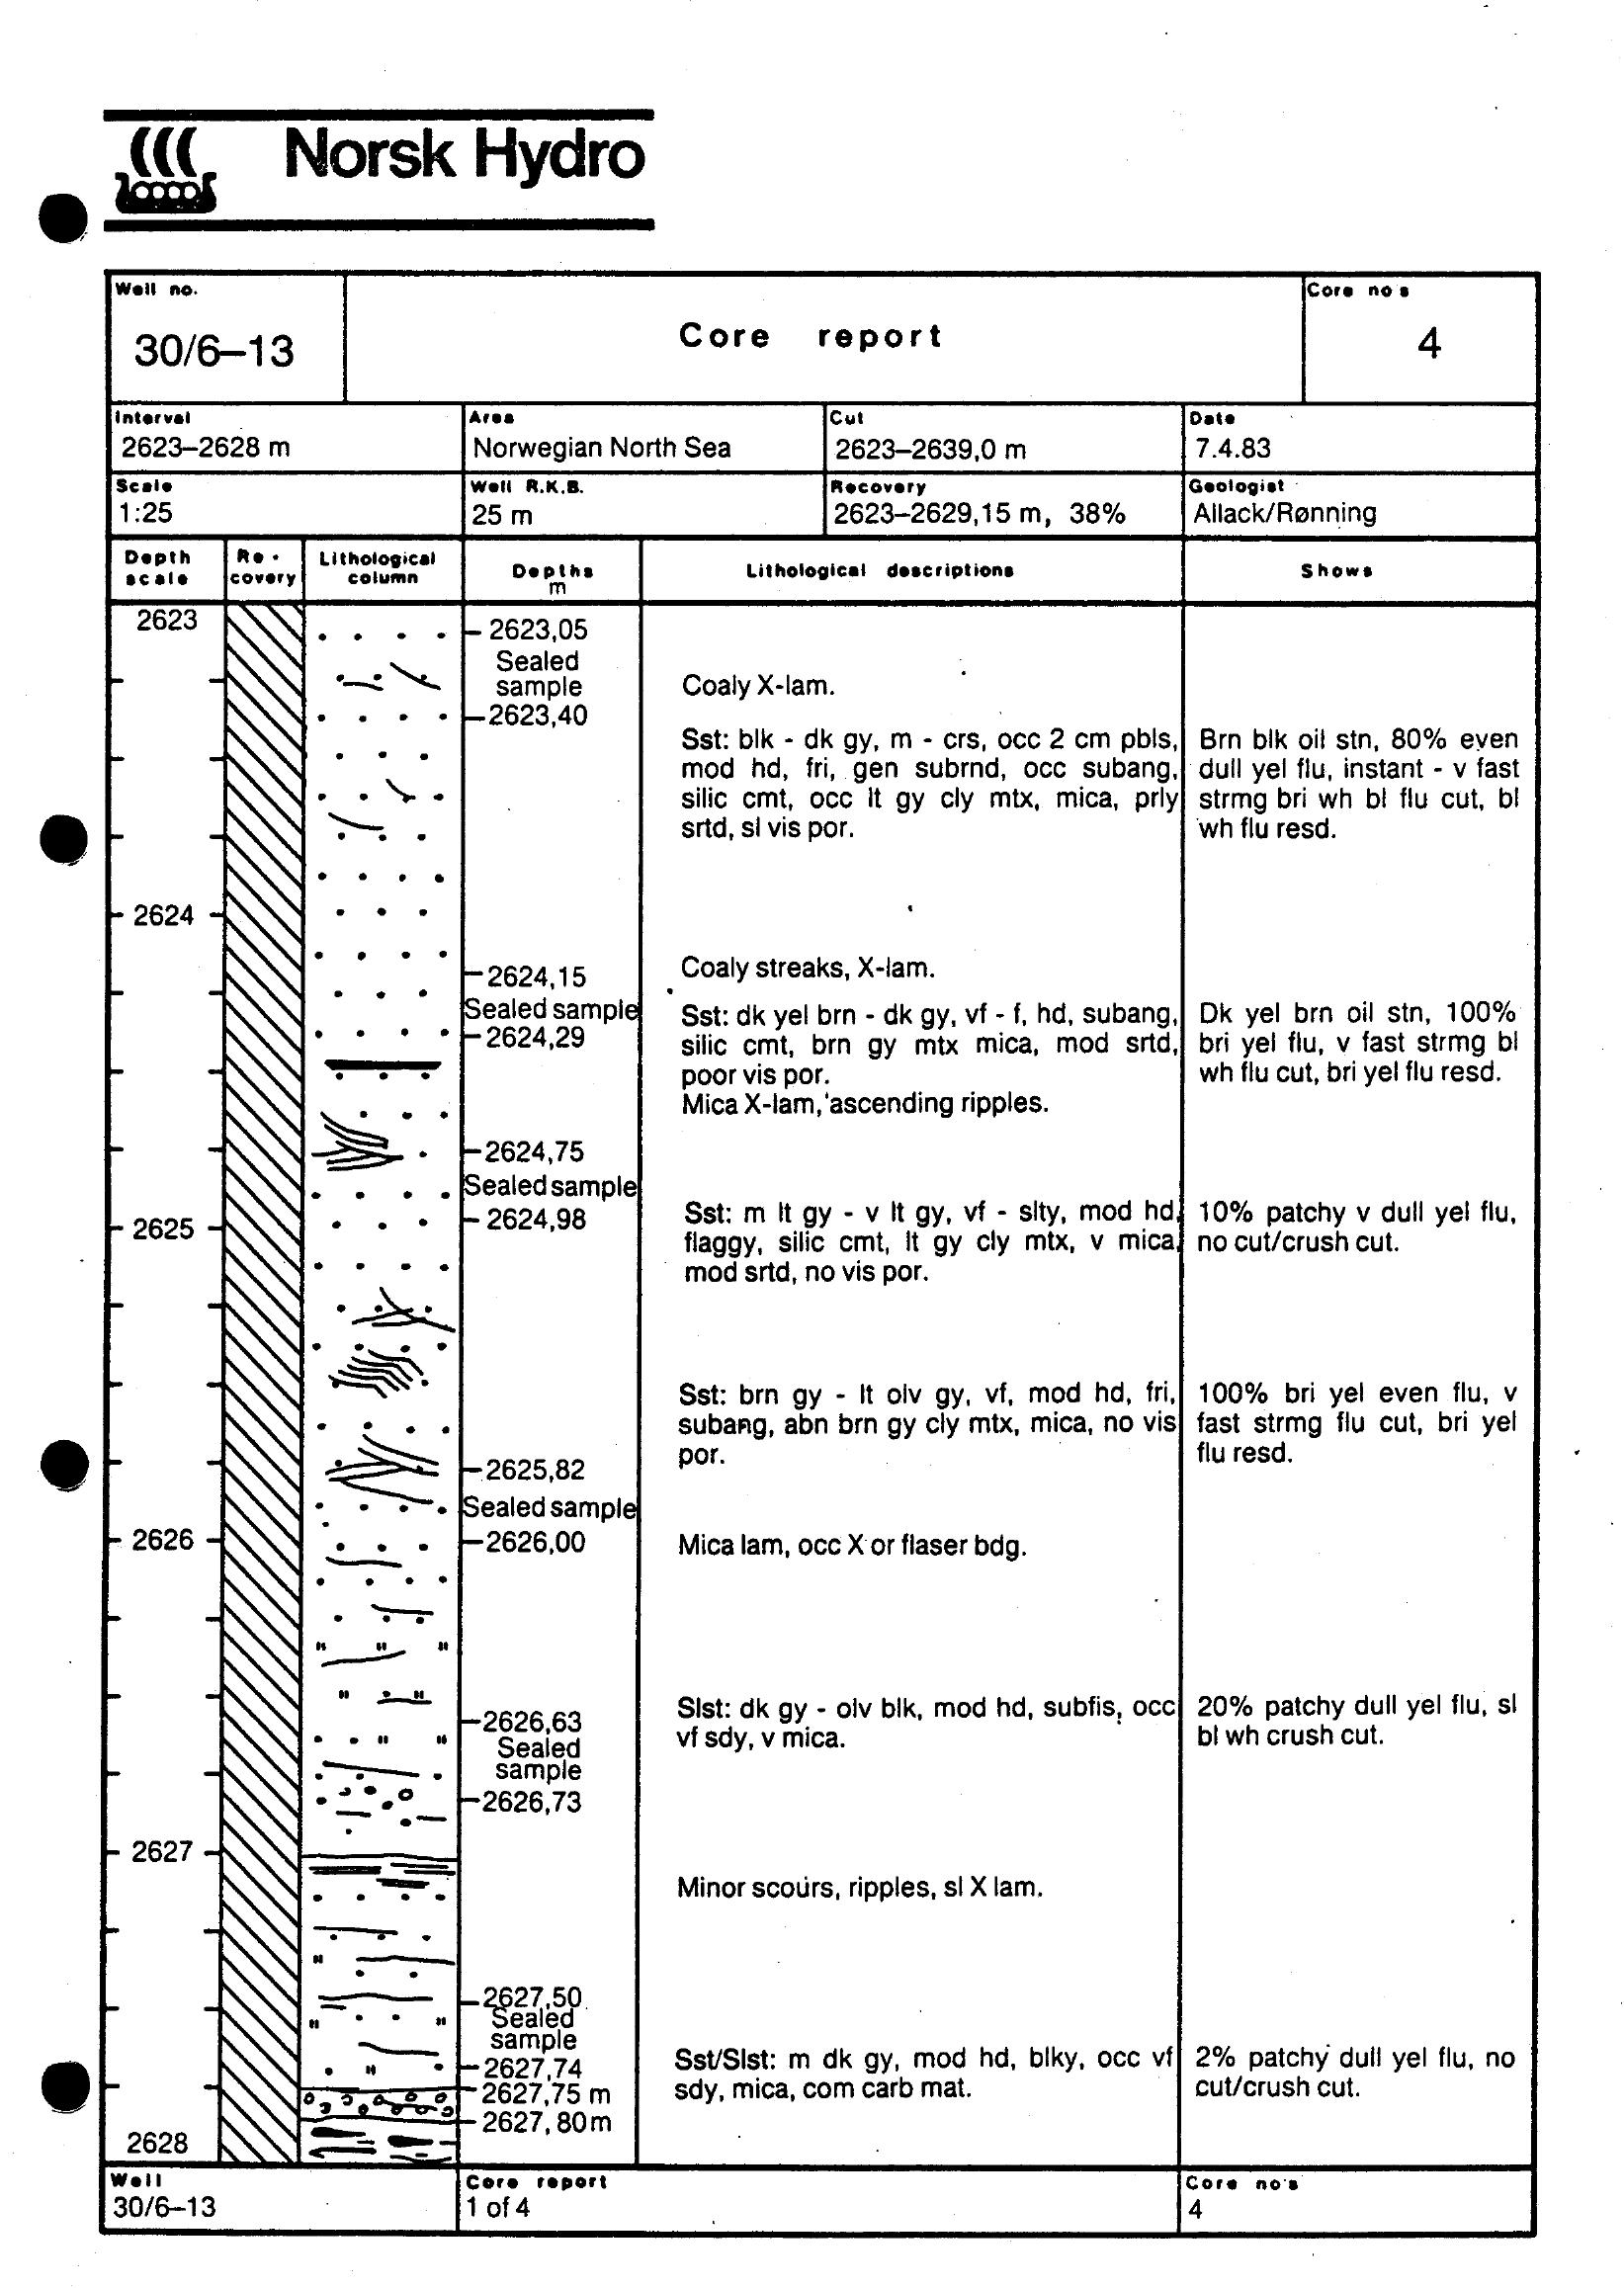 Norsk Hydro
Well no.
30/6–13
Core report
Core no s
4
Interval
2623–2628 m
Area
Norwegian North Sea
Cut
2623–2639,0 m
Date
7.4.83
Scale
1:25
Well R.K.B.
25 m
Recovery
2623–2629,15 m, 38%
Geologist
Allack/Rønning
Depth
scale
Re -
covery
Lithological
column
Depths
m
Lithological descriptions
Shows
2623
2623,05
Sealed
sample
Coaly X-lam.
2623,40
Sst: blk - dk gy, m - crs, occ 2 cm pbls,
mod hd, fri, gen subrnd, occ subang,
silic cmt, occ lt gy cly mtx, mica, prly
srtd, sl vis por.
Brn blk oil stn, 80% even
dull yel flu, instant - v fast
strmg bri wh bl flu cut, bl
wh flu resd.
2624
2624,15
Sealed sample
2624,29
Coaly streaks, X-lam.
Sst: dk yel brn - dk gy, vf - f, hd, subang,
silic cmt, brn gy mtx mica, mod srtd,
poor vis por.
Mica X-lam, ascending ripples.
Dk yel brn oil stn, 100%
bri yel flu, v fast strmg bl
wh flu cut, bri yel flu resd.
2624,75
Sealed sample
2624,98
2625
Sst: m lt gy - v lt gy, vf - slty, mod hd,
flaggy, silic cmt, lt gy cly mtx, v mica,
mod srtd, no vis por.
10% patchy v dull yel flu,
no cut/crush cut.
Sst: brn gy - lt olv gy, vf, mod hd, fri,
subang, abn brn gy cly mtx, mica, no vis
por.
100% bri yel even flu, v
fast strmg flu cut, bri yel
flu resd.
2625,82
Sealed sample
2626,00
2626
Mica lam, occ X or flaser bdg.
2626,63
Sealed
sample
2626,73
Slst: dk gy - olv blk, mod hd, subfis, occ
vf sdy, v mica.
20% patchy dull yel flu, sl
bl wh crush cut.
2627
Minor scours, ripples, sl X lam.
2627,50
Sealed
sample
2627,74
2627,75 m
2627,80m
Sst/Slst: m dk gy, mod hd, blky, occ vf
sdy, mica, com carb mat.
2% patchy dull yel flu, no
cut/crush cut.
2628
Well
30/6–13
Core report
1 of 4
Core no's
4